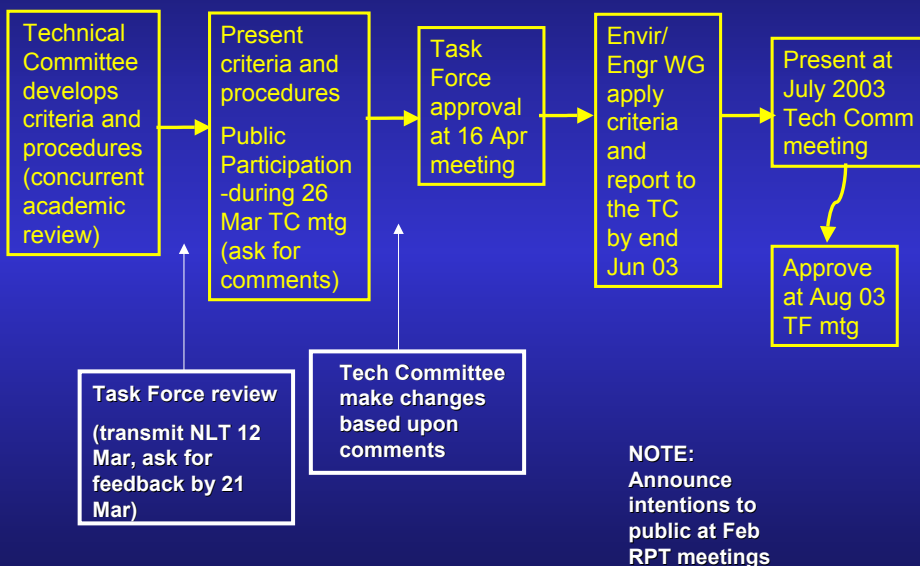 Technical
Committee
develops
criteria and
procedures
(concurrent
academic
review)
Present
criteria and
procedures
Public
Participation
-during 26
Mar TC mtg
(ask for
comments)
Task
Force
approval
at 16 Apr
meeting
Envir/
Engr WG
apply
criteria
and
report to
the TC
by end
Jun 03
Present at
July 2003
Tech Comm
meeting
Approve
at Aug 03
TF mtg
Task Force review
(transmit NLT 12
Mar, ask for
feedback by 21
Mar)
Tech Committee
make changes
based upon
comments
NOTE:
Announce
intentions to
public at Feb
RPT meetings